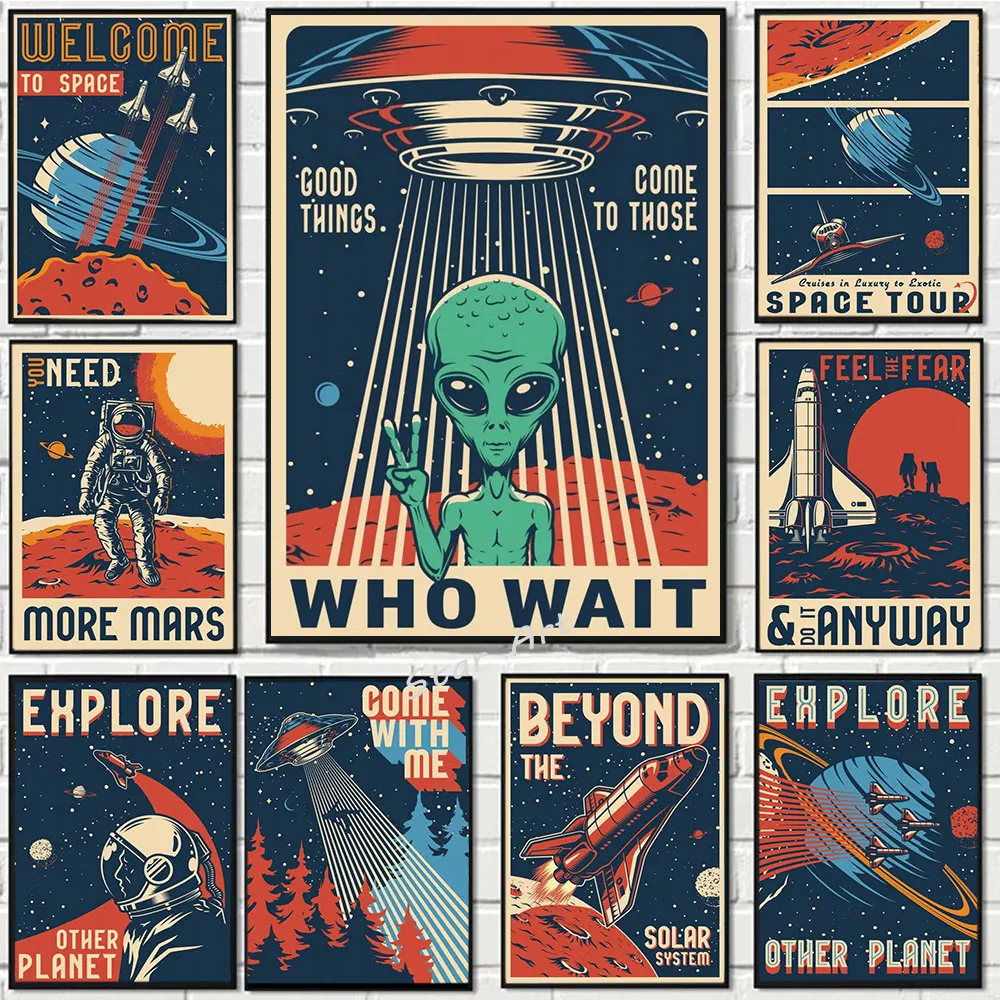 WELCOME
TO SPACE
GOOD
THINGS.
COME
TO THOSE
WHO WAIT
Cruises in Luxury to Exotic
SPACE TOUR
YOU NEED
MORE MARS
FEEL THE FEAR
& DO IT ANYWAY
EXPLORE
OTHER
PLANET
COME
WITH
ME
BEYOND
THE
SOLAR
SYSTEM
EXPLORE
OTHER PLANET
Star Art